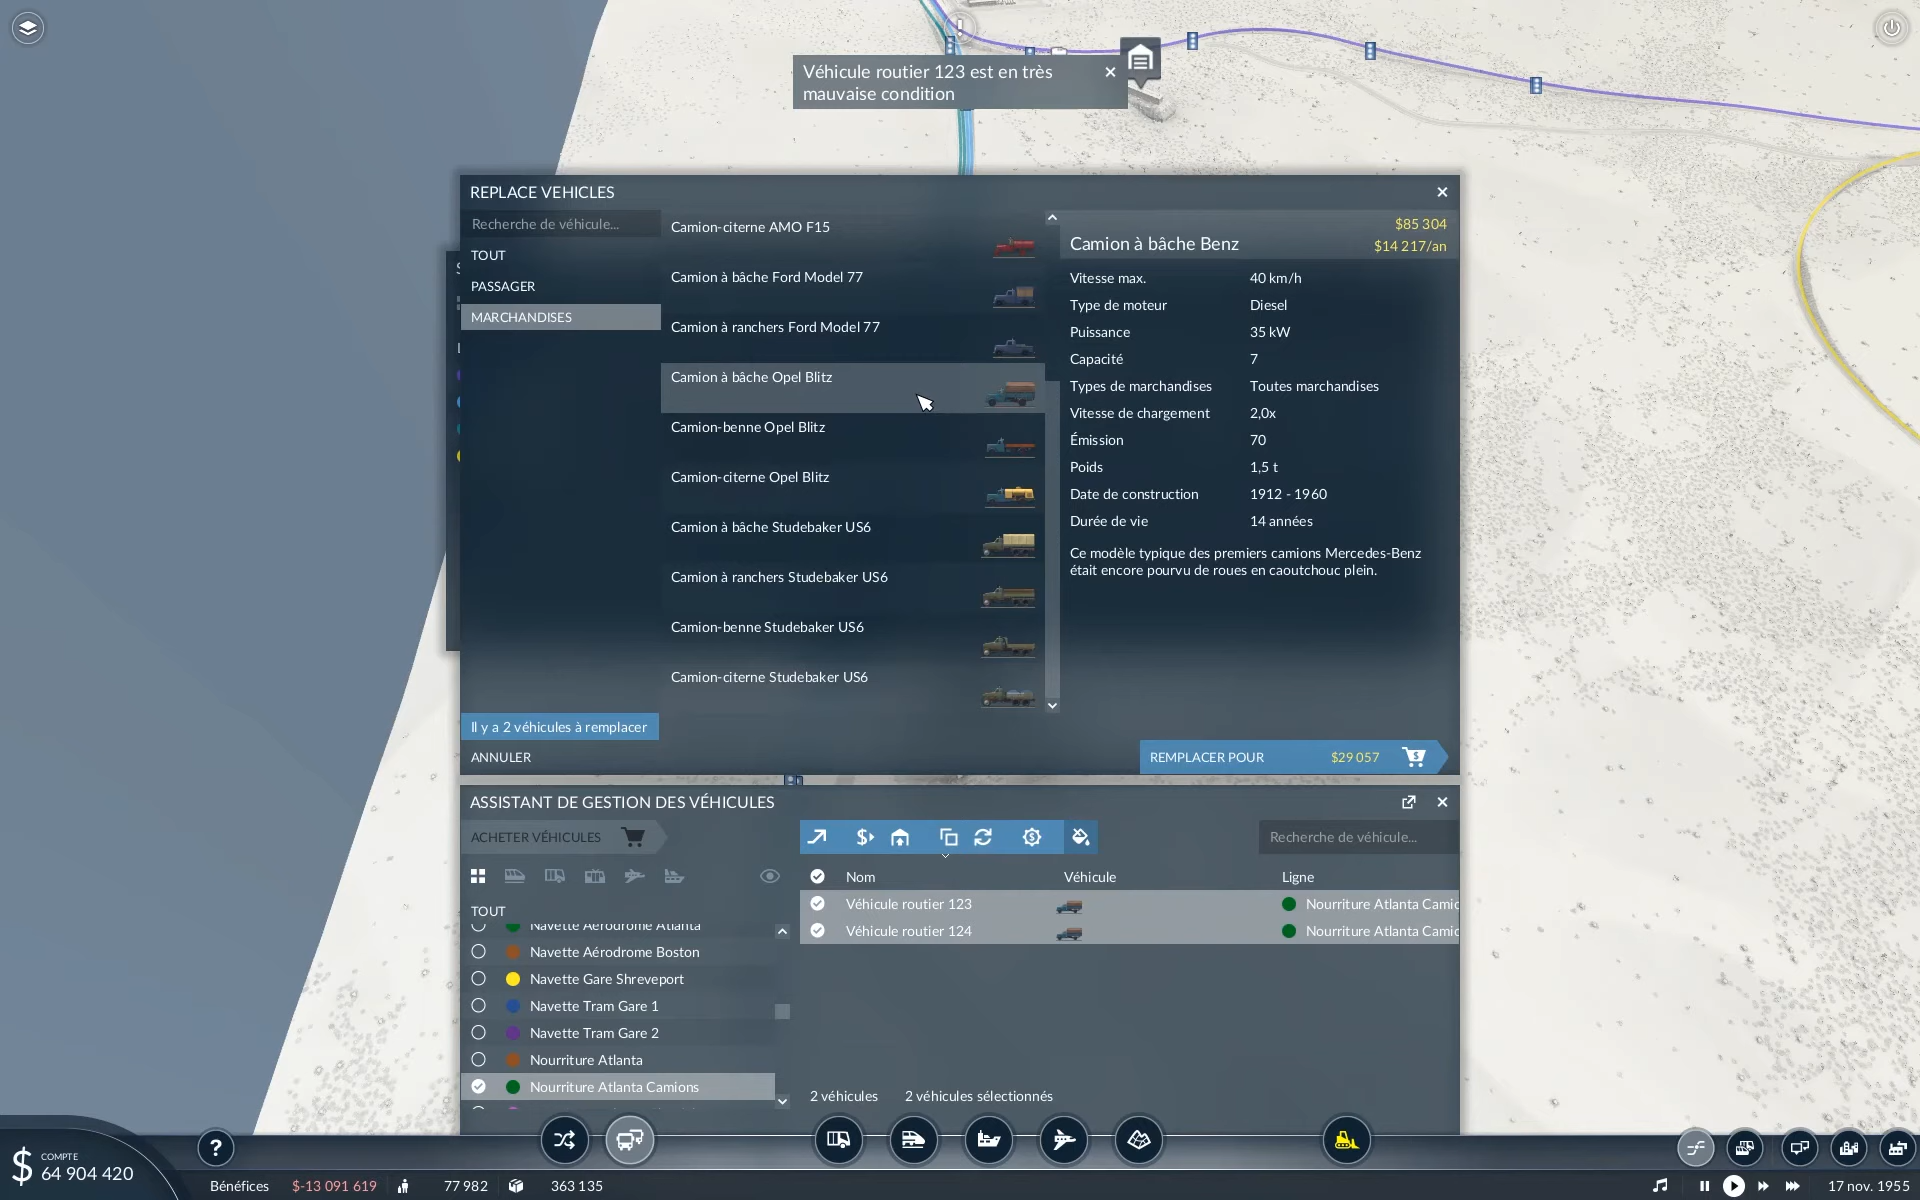 Véhicule routier 123 est en très
mauvaise condition
REPLACE VEHICLES
Recherche de véhicule...
TOUT
PASSAGER
MARCHANDISES
Camion-citerne AMO F15
Camion à bâche Ford Model 77
Camion à ranchers Ford Model 77
Camion à bâche Opel Blitz
Camion-benne Opel Blitz
Camion-citerne Opel Blitz
Camion à bâche Studebaker US6
Camion à ranchers Studebaker US6
Camion-benne Studebaker US6
Camion-citerne Studebaker US6
$85 304
Camion à bâche Benz
$14 217/an
Vitesse max. 40 km/h
Type de moteur Diesel
Puissance 35 kW
Capacité 7
Types de marchandises Toutes marchandises
Vitesse de chargement 2,0x
Émission 70
Poids 1,5 t
Date de construction 1912 - 1960
Durée de vie 14 années
Ce modèle typique des premiers camions Mercedes-Benz
était encore pourvu de roues en caoutchouc plein.
Il y a 2 véhicules à remplacer
ANNULER
REMPLACER POUR $29 057
ASSISTANT DE GESTION DES VÉHICULES
ACHETER VÉHICULES
Recherche de véhicule...
TOUT
Navette Aérodrome Atlanta
Navette Aérodrome Boston
Navette Gare Shreveport
Navette Tram Gare 1
Navette Tram Gare 2
Nourriture Atlanta
Nourriture Atlanta Camions
Nom Véhicule Ligne
Véhicule routier 123 Nourriture Atlanta Camic
Véhicule routier 124 Nourriture Atlanta Camic
2 véhicules 2 véhicules sélectionnés
?
$ COMPTE
64 904 420
Bénéfices $-13 091 619 77 982 363 135
17 nov. 1955